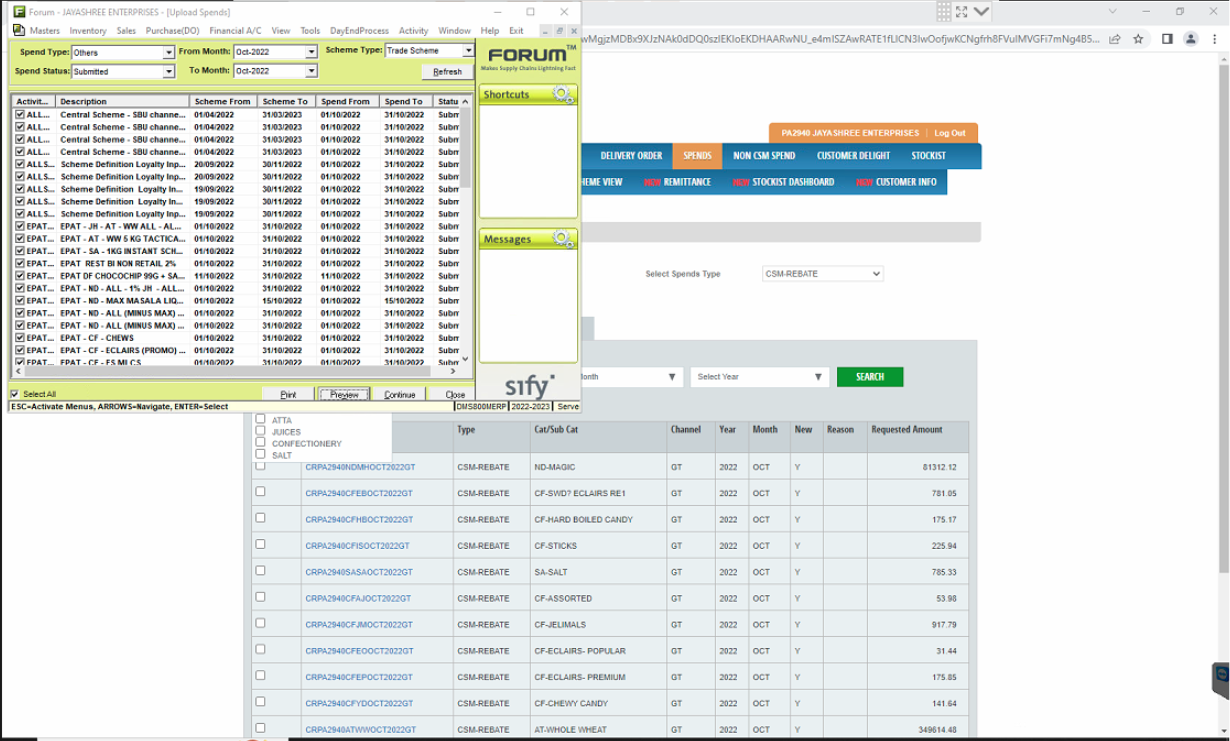 Forum - JAYASHREE ENTERPRISES - [Upload Spends]
Masters Inventory Sales Purchase(DO) Financial A/C View Tools DayEndProcess Activity Window Help Exit
Spend Type: Others From Month: Oct-2022 Scheme Type: Trade Scheme
Spend Status: Submitted To Month: Oct-2022
Refresh
FORUM™
Makes Supply Chains Lightning Fast
Shortcuts
Messages
sify
Activit... Description Scheme From Scheme To Spend From Spend To Statu
ALL... Central Scheme - SBU channe... 01/04/2022 31/03/2023 01/10/2022 31/10/2022 Subm
ALL... Central Scheme - SBU channe... 01/04/2022 31/03/2023 01/10/2022 31/10/2022 Subm
ALL... Central Scheme - SBU channe... 01/04/2022 31/03/2023 01/10/2022 31/10/2022 Subm
ALL... Central Scheme - SBU channe... 01/04/2022 31/03/2023 01/10/2022 31/10/2022 Subm
ALLS... Scheme Definition Loyalty Inp... 20/09/2022 30/11/2022 01/10/2022 31/10/2022 Subm
ALLS... Scheme Definition Loyalty Inp... 20/09/2022 30/11/2022 01/10/2022 31/10/2022 Subm
ALLS... Scheme Definition Loyalty In... 19/09/2022 30/11/2022 01/10/2022 31/10/2022 Subm
ALLS... Scheme Definition Loyalty In... 19/09/2022 30/11/2022 01/10/2022 31/10/2022 Subm
ALLS... Scheme Definition Loyalty Inp... 19/09/2022 30/11/2022 01/10/2022 31/10/2022 Subm
EPAT... EPAT - JH - AT - WW ALL - AL... 01/10/2022 31/10/2022 01/10/2022 31/10/2022 Subm
EPAT... EPAT - AT - WW 5 KG TACTICA... 01/10/2022 31/10/2022 01/10/2022 31/10/2022 Subm
EPAT... EPAT - SA - 1KG INSTANT SCH... 01/10/2022 31/10/2022 01/10/2022 31/10/2022 Subm
EPAT... EPAT REST BI NON RETAIL 2% 01/10/2022 31/10/2022 01/10/2022 31/10/2022 Subm
EPAT... EPAT DF CHOCOCHIP 99G + SA... 11/10/2022 31/10/2022 11/10/2022 31/10/2022 Subm
EPAT... EPAT - ND - ALL - 1% JH - ALL... 01/10/2022 31/10/2022 01/10/2022 31/10/2022 Subm
EPAT... EPAT - ND - MAX MASALA LIQ... 01/10/2022 15/10/2022 01/10/2022 15/10/2022 Subm
EPAT... EPAT - ND - ALL (MINUS MAX) ... 01/10/2022 31/10/2022 01/10/2022 31/10/2022 Subm
EPAT... EPAT - ND - ALL (MINUS MAX) ... 01/10/2022 31/10/2022 01/10/2022 31/10/2022 Subm
EPAT... EPAT - CF - CHEWS 01/10/2022 31/10/2022 01/10/2022 31/10/2022 Subm
EPAT... EPAT - CF - ECLAIRS (PROMO) ... 01/10/2022 31/10/2022 01/10/2022 31/10/2022 Subm
Select All Print Preview Continue Close
ESC=Activate Menus, ARROWS=Navigate, ENTER=Select DMS800MERP 2022-2023 Serve
PA2940 JAYASHREE ENTERPRISES | Log Out
DELIVERY ORDER SPENDS NON CSM SPEND CUSTOMER DELIGHT STOCKIST
HEME VIEW NEW REMITTANCE NEW STOCKIST DASHBOARD NEW CUSTOMER INFO
Select Spends Type CSM-REBATE
onth Select Year SEARCH
ATTA
JUICES
CONFECTIONERY
SALT
Type Cat/Sub Cat Channel Year Month New Reason Requested Amount
CRPA2940NDMHOCT2022GT CSM-REBATE ND-MAGIC GT 2022 OCT Y 81312.12
CRPA2940CFEBOCT2022GT CSM-REBATE CF-SWD? ECLAIRS RE1 GT 2022 OCT Y 781.05
CRPA2940CFHBOCT2022GT CSM-REBATE CF-HARD BOILED CANDY GT 2022 OCT Y 175.17
CRPA2940CFISOCT2022GT CSM-REBATE CF-STICKS GT 2022 OCT Y 225.94
CRPA2940SASAOCT2022GT CSM-REBATE SA-SALT GT 2022 OCT Y 785.33
CRPA2940CFAJOCT2022GT CSM-REBATE CF-ASSORTED GT 2022 OCT Y 53.98
CRPA2940CFJMOCT2022GT CSM-REBATE CF-JELIMALS GT 2022 OCT Y 917.79
CRPA2940CFEOOCT2022GT CSM-REBATE CF-ECLAIRS- POPULAR GT 2022 OCT Y 31.44
CRPA2940CFEPOCT2022GT CSM-REBATE CF-ECLAIRS- PREMIUM GT 2022 OCT Y 175.85
CRPA2940CFYDOCT2022GT CSM-REBATE CF-CHEWY CANDY GT 2022 OCT Y 141.64
CRPA2940ATWWOCT2022GT CSM-REBATE AT-WHOLE WHEAT GT 2022 OCT Y 349614.48